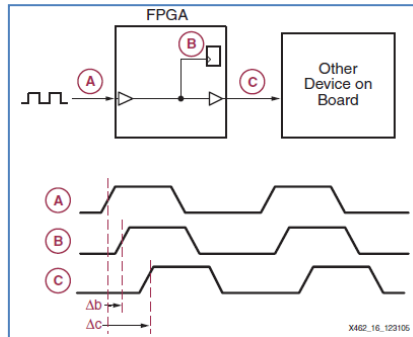 FPGA
B
A
C
Other
Device on
Board
A
B
C
Δb
Δc
X462_16_123105